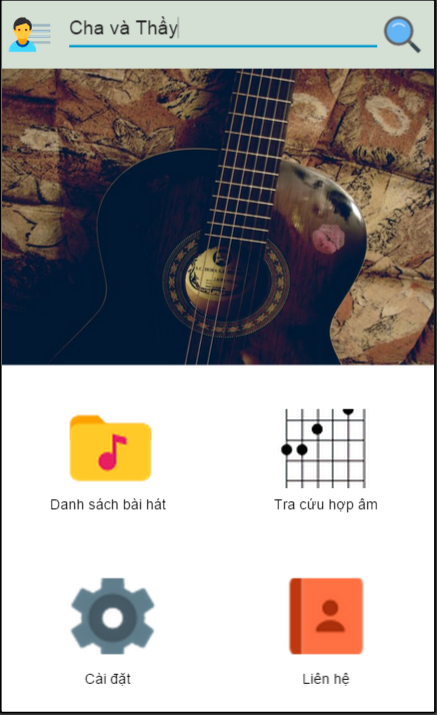 Cha và Thầy
Danh sách bài hát
Tra cứu hợp âm
Cài đặt
Liên hệ